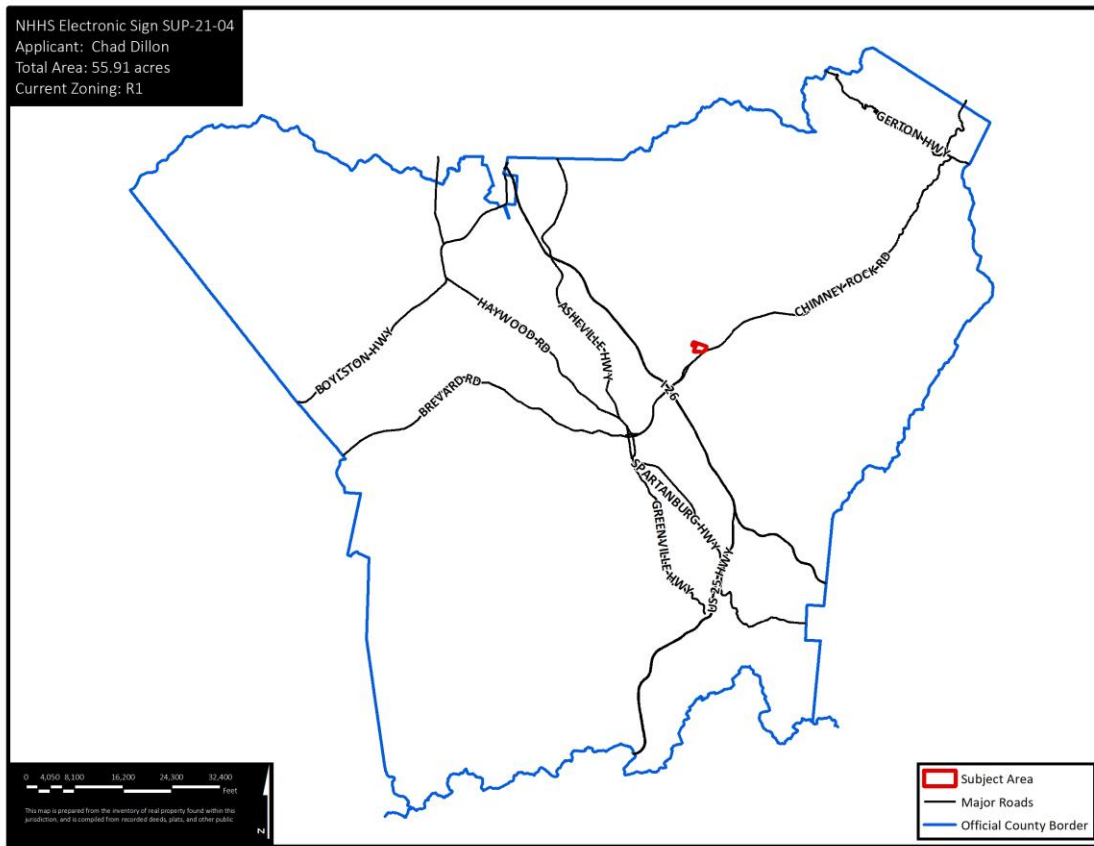 NHHS Electronic Sign SUP-21-04
Applicant: Chad Dillon
Total Area: 55.91 acres
Current Zoning: R1
GERTON HWY
CHIMNEY ROCK RD
HAYWOOD RD
ASHEVILLE HWY
BOYLSTON HWY
BREVARD RD
I 26
SPARTANBURG HWY
GREENVILLE HWY
US 25 HWY
0 4,050 8,100 16,200 24,300 32,400
Feet
This map is prepared from the inventory of real property found within this
jurisdiction, and is compiled from recorded deeds, plats, and other public
N
Subject Area
Major Roads
Official County Border